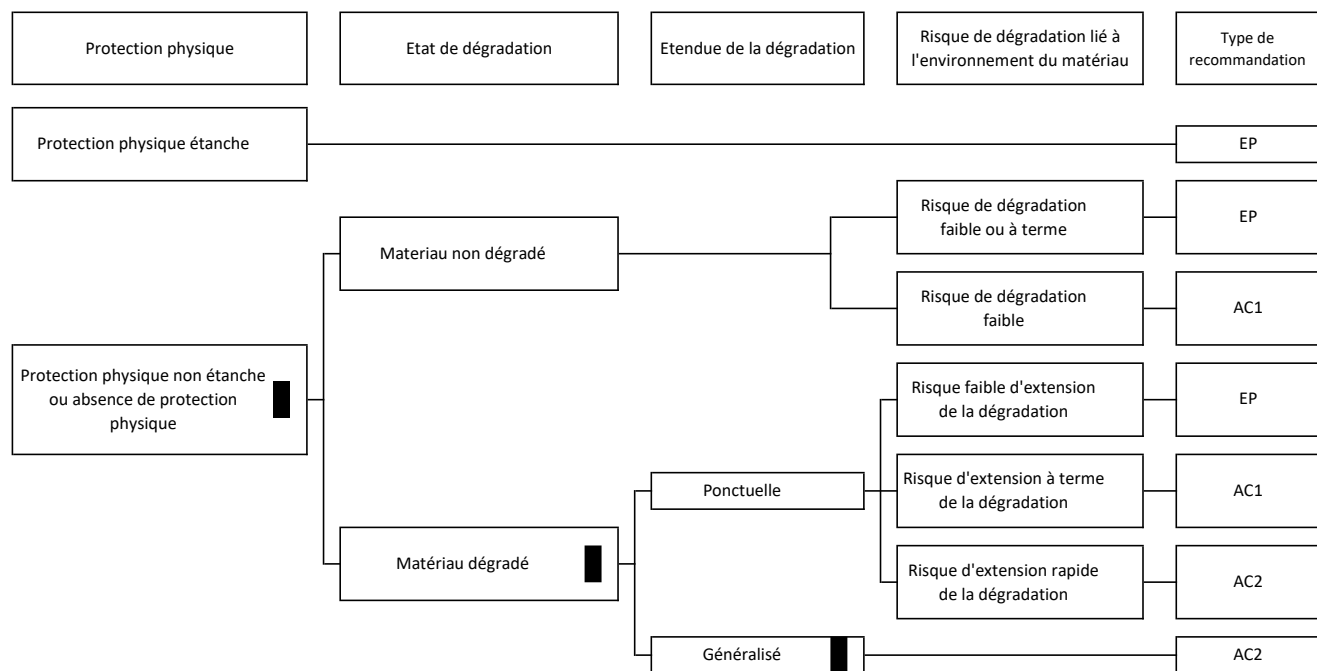 Protection physique
Etat de dégradation
Etendue de la dégradation
Risque de dégradation lié à
l'environnement du matériau
Type de
recommandation
Protection physique étanche
EP
Materiau non dégradé
Risque de dégradation
faible ou à terme
EP
Risque de dégradation
faible
AC1
Protection physique non étanche
ou absence de protection
physique
Risque faible d'extension
de la dégradation
EP
Ponctuelle
Risque d'extension à terme
de la dégradation
AC1
Matériau dégradé
Risque d'extension rapide
de la dégradation
AC2
Généralisé
AC2